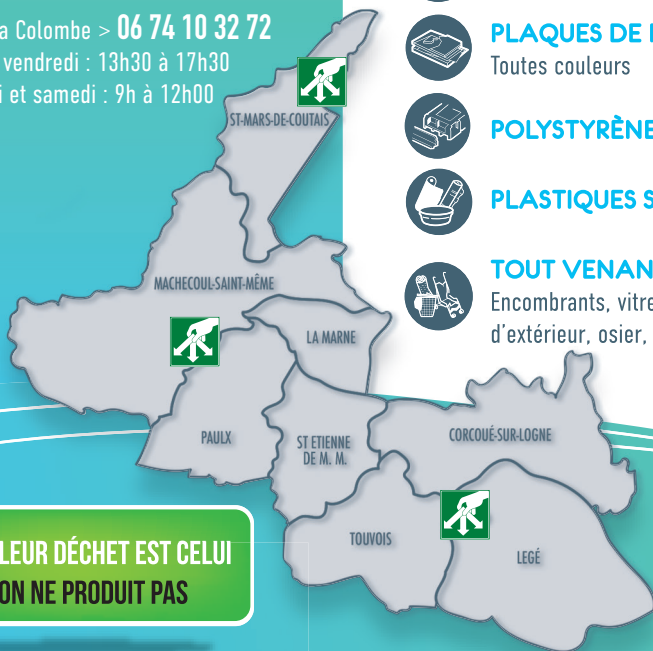 a Colombe > 06 74 10 32 72
vendredi : 13h30 à 17h30
i et samedi : 9h à 12h00
PLAQUES DE
Toutes couleurs
POLYSTYRÈNE
PLASTIQUES S
TOUT VENAN
Encombrants, vitre
d'extérieur, osier,
ST-MARS-DE-COUTAIS
MACHECOUL-SAINT-MÊME
LA MARNE
PAULX
ST ETIENNE
DE M. M.
CORCOUÉ-SUR-LOGNE
TOUVOIS
LEGÉ
LEUR DÉCHET EST CELUI
ON NE PRODUIT PAS